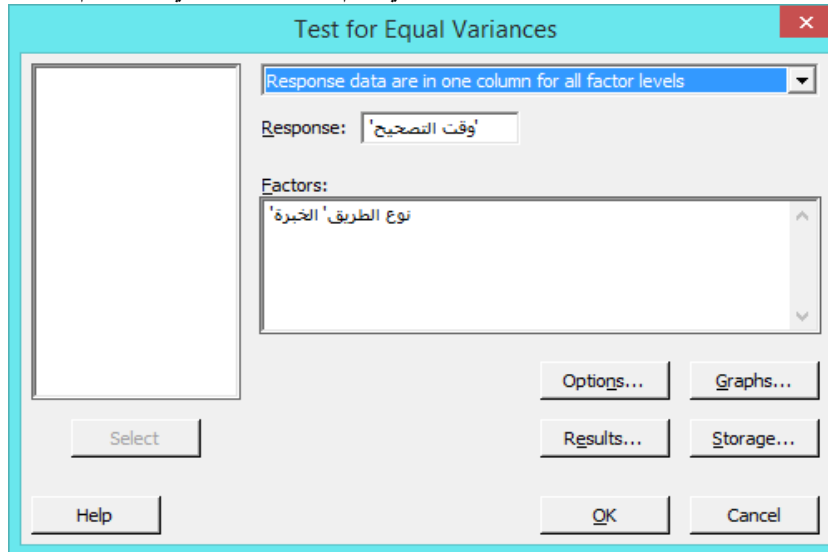 Test for Equal Variances
Response data are in one column for all factor levels
Response: 'وقت التصحيح'
Factors:
نوع الطريق' الخبرة'
Options... Graphs...
Select Results... Storage...
Help OK Cancel